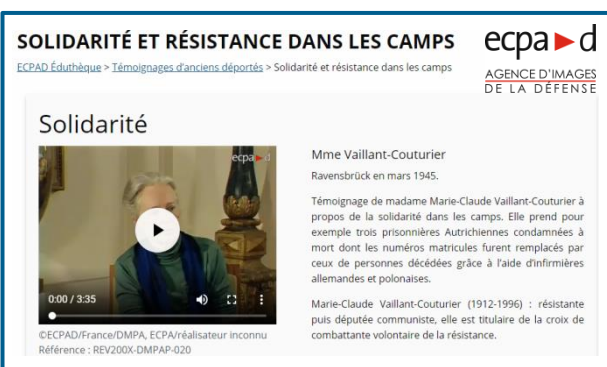 SOLIDARITÉ ET RÉSISTANCE DANS LES CAMPS
ECPAD Éduthèque > Témoignages d'anciens déportés > Solidarité et résistance dans les camps
ecpad
AGENCE D'IMAGES
DE LA DÉFENSE
Solidarité
ecpa d
0:00 / 3:35
©ECPAD/France/DMPA, ECPA/réalisateur inconnu
Référence : REV200X-DMPAP-020
Mme Vaillant-Couturier
Ravensbrück en mars 1945.
Témoignage de madame Marie-Claude Vaillant-Couturier à
propos de la solidarité dans les camps. Elle prend pour
exemple trois prisonnières Autrichiennes condamnées à
mort dont les numéros matricules furent remplacés par
ceux de personnes décédées grâce à l'aide d'infirmières
allemandes et polonaises.
Marie-Claude Vaillant-Couturier (1912-1996) : résistante
puis députée communiste, elle est titulaire de la croix de
combattante volontaire de la résistance.